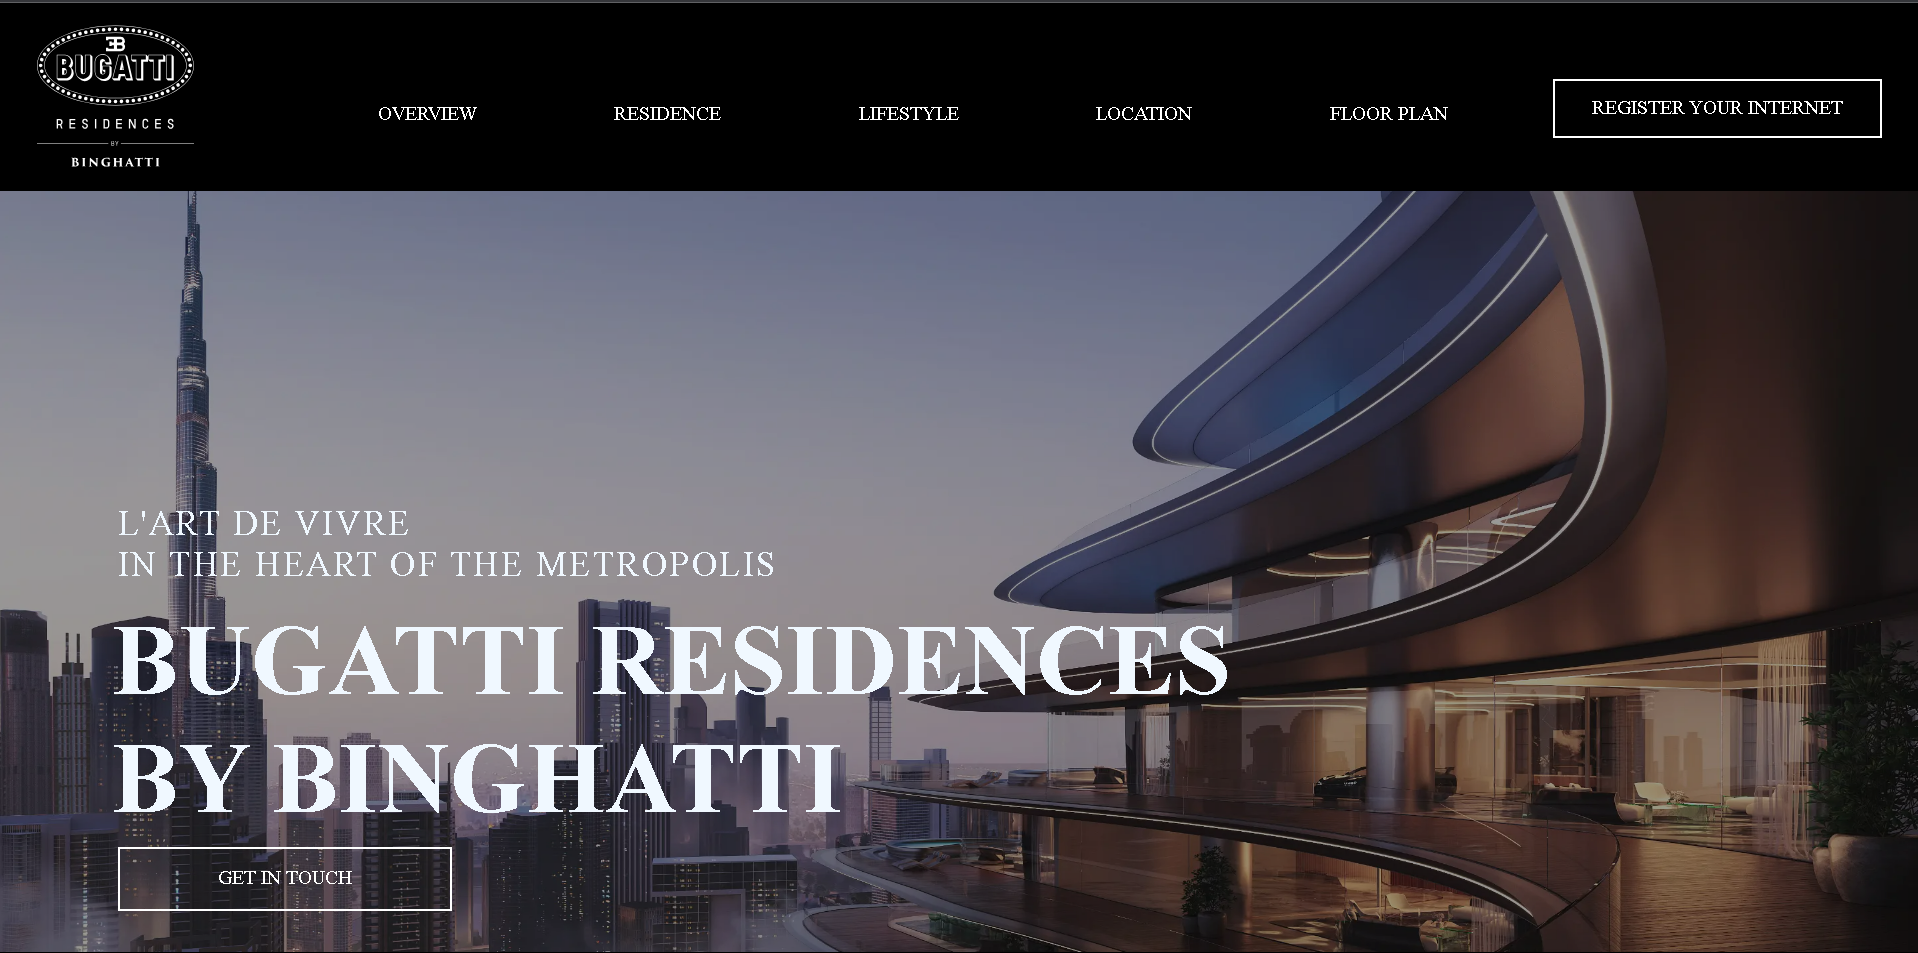 BUGATTI
RESIDENCES
BY
BINGHATTI
OVERVIEW
RESIDENCE
LIFESTYLE
LOCATION
FLOOR PLAN
REGISTER YOUR INTERNET
L'ART DE VIVRE
IN THE HEART OF THE METROPOLIS
BUGATTI RESIDENCES
BY BINGHATTI
GET IN TOUCH